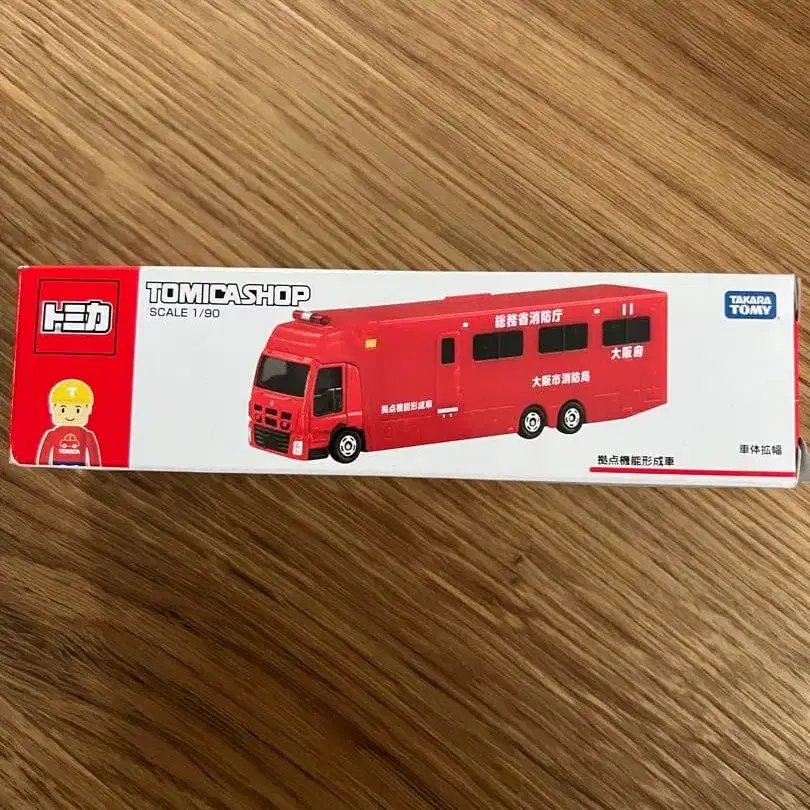 トミカ
TOMICASHOP
SCALE 1/90
TAKARA
TOMY
総務省消防庁
大阪府
大阪市消防局
拠点機能形成車
拠点機能形成車
車体拡幅
T
TOMICA